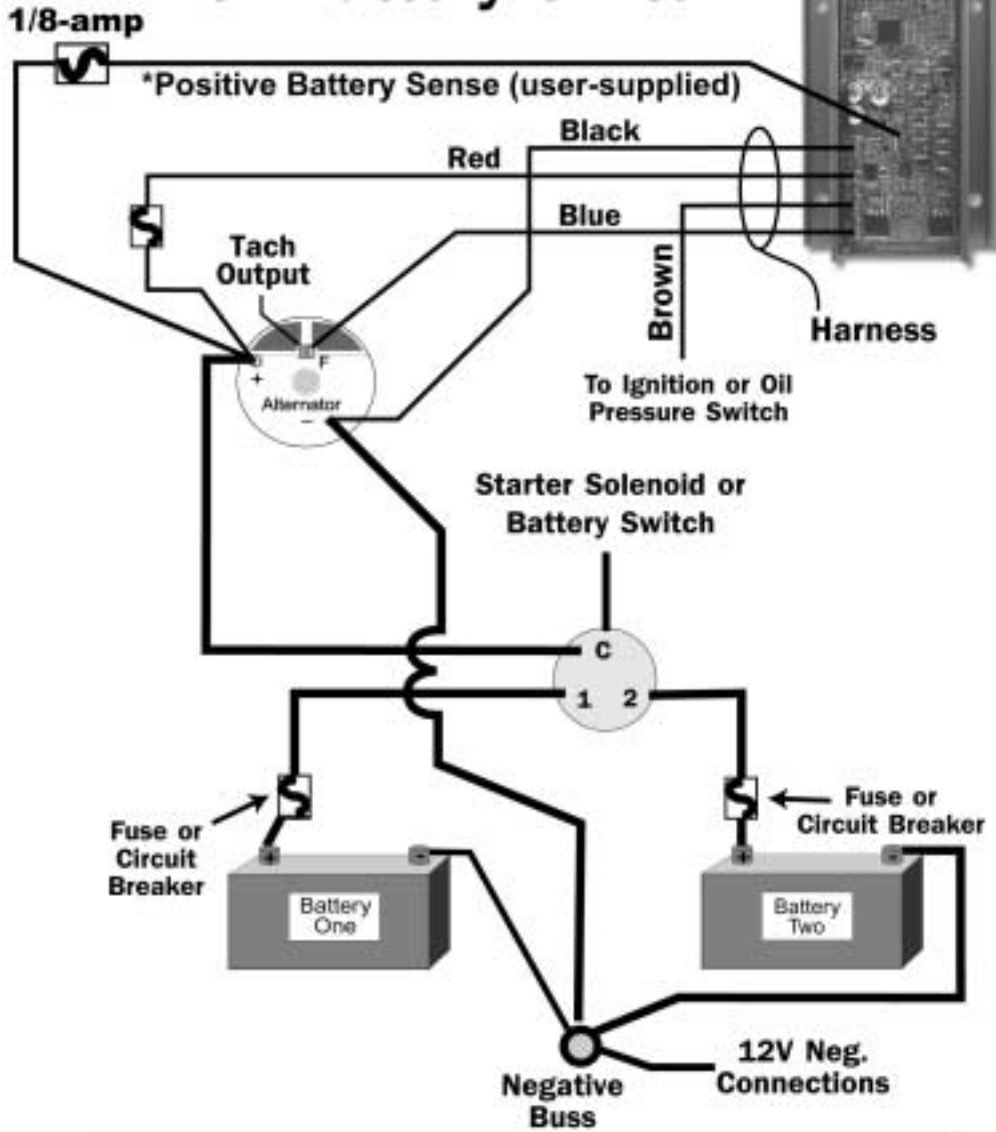 1/8-amp
*Positive Battery Sense (user-supplied)
Black
Red
Blue
Brown
Tach
Output
Harness
F
+
Alternator
−
To Ignition or Oil
Pressure Switch
Starter Solenoid or
Battery Switch
C
1 2
Fuse or
Circuit
Breaker
Fuse or
Circuit Breaker
+ -
+ -
Battery
One
Battery
Two
Negative
Buss
12V Neg.
Connections